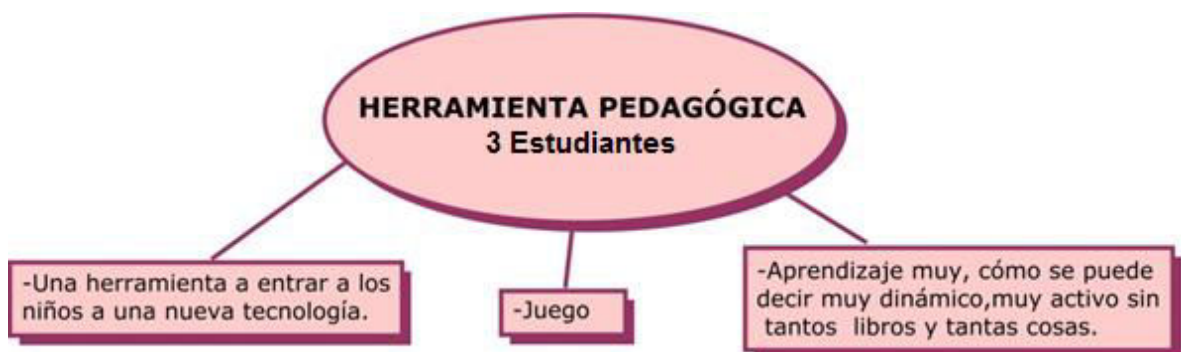 HERRAMIENTA PEDAGÓGICA
3 Estudiantes
-Una herramienta a entrar a los
niños a una nueva tecnología.
-Juego
-Aprendizaje muy, cómo se puede
decir muy dinámico,muy activo sin
tantos libros y tantas cosas.